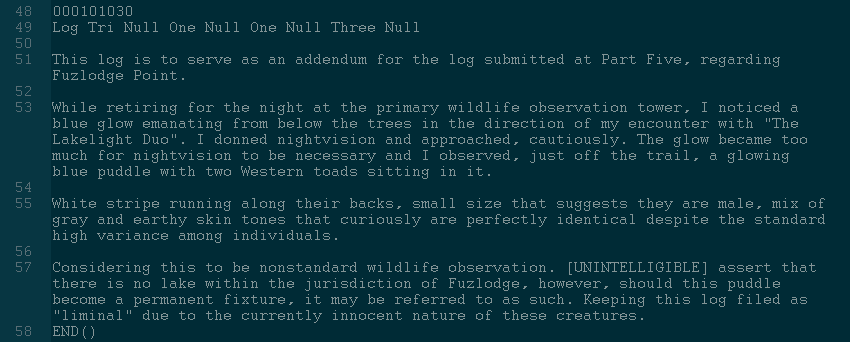 48 000101030
49 Log Tri Null One Null One Null Three Null
50
51 This log is to serve as an addendum for the log submitted at Part Five, regarding
Fuzlodge Point.
52
53 While retiring for the night at the primary wildlife observation tower, I noticed a
blue glow emanating from below the trees in the direction of my encounter with "The
Lakelight Duo". I donned nightvision and approached, cautiously. The glow became too
much for nightvision to be necessary and I observed, just off the trail, a glowing
blue puddle with two Western toads sitting in it.
54
55 White stripe running along their backs, small size that suggests they are male, mix of
gray and earthy skin tones that curiously are perfectly identical despite the standard
high variance among individuals.
56
57 Considering this to be nonstandard wildlife observation. [UNINTELLIGIBLE] assert that
there is no lake within the jurisdiction of Fuzlodge, however, should this puddle
become a permanent fixture, it may be referred to as such. Keeping this log filed as
"liminal" due to the currently innocent nature of these creatures.
58 END()